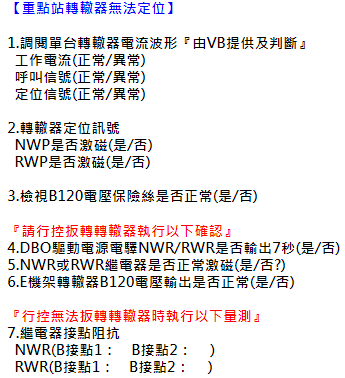 【重點站轉轍器無法定位】
1.調閱單台轉轍器電流波形『由VB提供及判斷』
工作電流(正常/異常)
呼叫信號(正常/異常)
定位信號(正常/異常)
2.轉轍器定位訊號
NWP是否激磁(是/否)
RWP是否激磁(是/否)
3.檢視B120電壓保險絲是否正常(是/否)
『請行控扳轉轉轍器執行以下確認』
4.DBO驅動電源電驛NWR/RWR是否輸出7秒(是/否)
5.NWR或RWR繼電器是否正常激磁(是/否?)
6.E機架轉轍器B120電壓輸出是否正常(是/否)
『行控無法扳轉轉轍器時執行以下量測』
7.繼電器接點阻抗
NWR(B接點1： B接點2： )
RWR(B接點1： B接點2： )